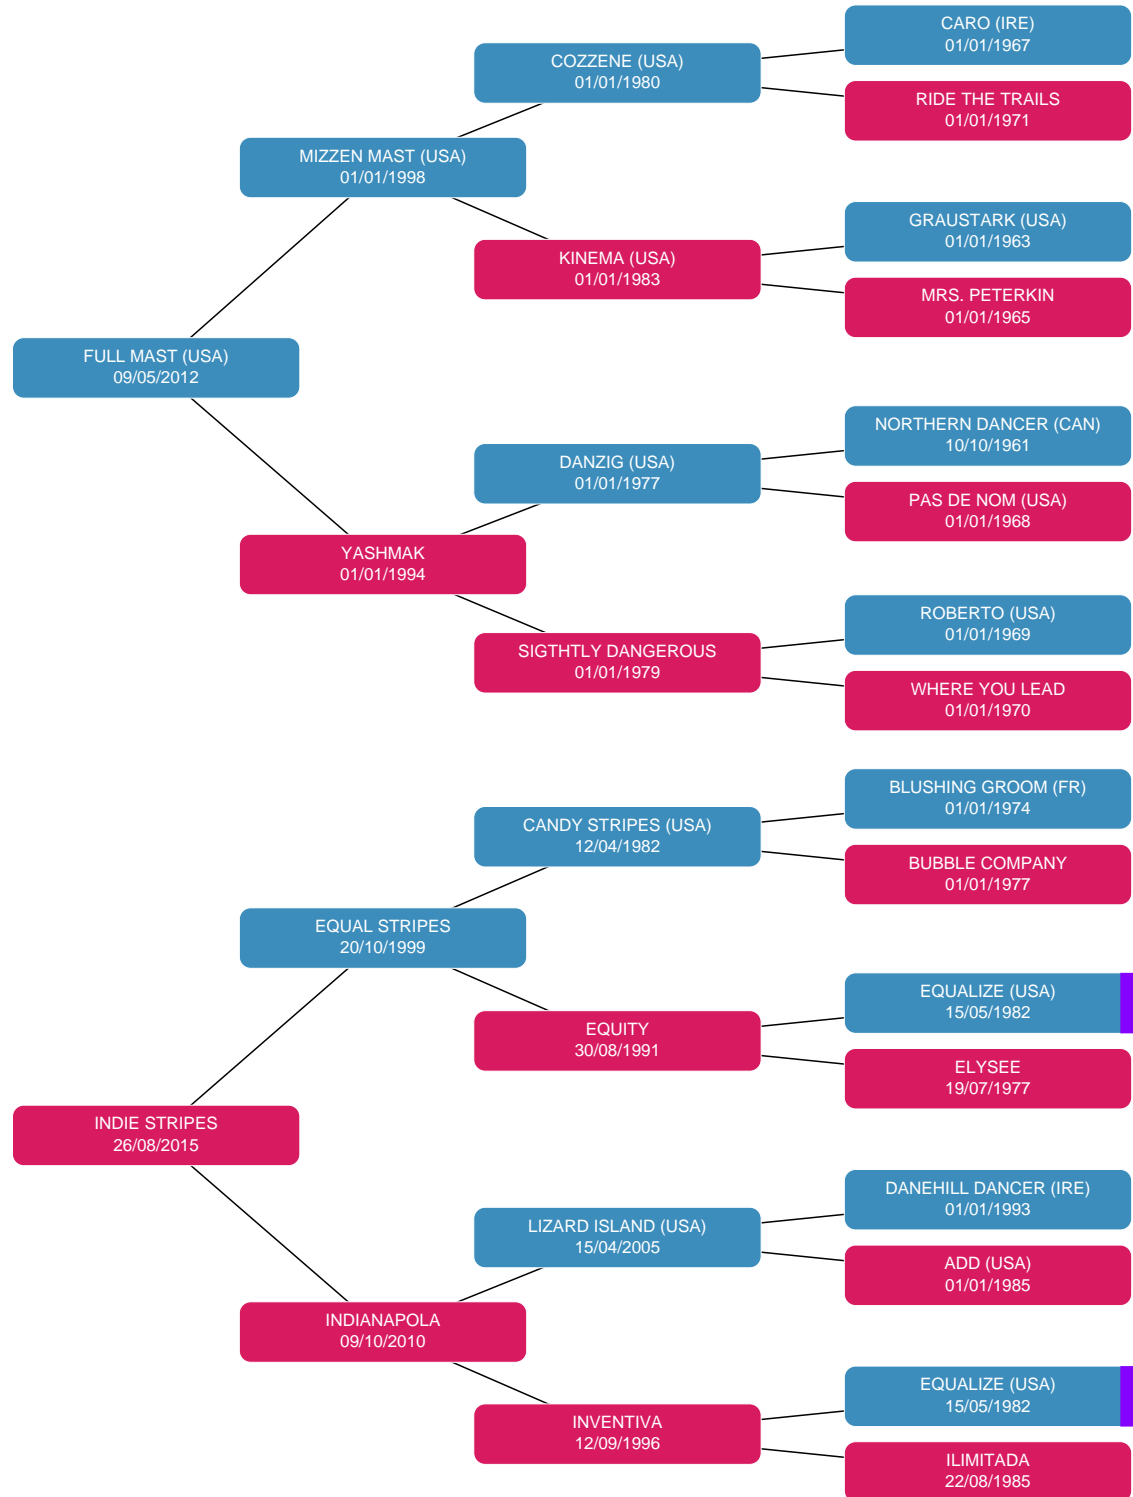 CARO (IRE)
01/01/1967
COZZENE (USA)
01/01/1980
RIDE THE TRAILS
01/01/1971
MIZZEN MAST (USA)
01/01/1998
GRAUSTARK (USA)
01/01/1963
KINEMA (USA)
01/01/1983
MRS. PETERKIN
01/01/1965
FULL MAST (USA)
09/05/2012
NORTHERN DANCER (CAN)
10/10/1961
DANZIG (USA)
01/01/1977
PAS DE NOM (USA)
01/01/1968
YASHMAK
01/01/1994
ROBERTO (USA)
01/01/1969
SIGTHTLY DANGEROUS
01/01/1979
WHERE YOU LEAD
01/01/1970
BLUSHING GROOM (FR)
01/01/1974
CANDY STRIPES (USA)
12/04/1982
BUBBLE COMPANY
01/01/1977
EQUAL STRIPES
20/10/1999
EQUALIZE (USA)
15/05/1982
EQUITY
30/08/1991
ELYSEE
19/07/1977
INDIE STRIPES
26/08/2015
DANEHILL DANCER (IRE)
01/01/1993
LIZARD ISLAND (USA)
15/04/2005
ADD (USA)
01/01/1985
INDIANAPOLA
09/10/2010
EQUALIZE (USA)
15/05/1982
INVENTIVA
12/09/1996
ILIMITADA
22/08/1985